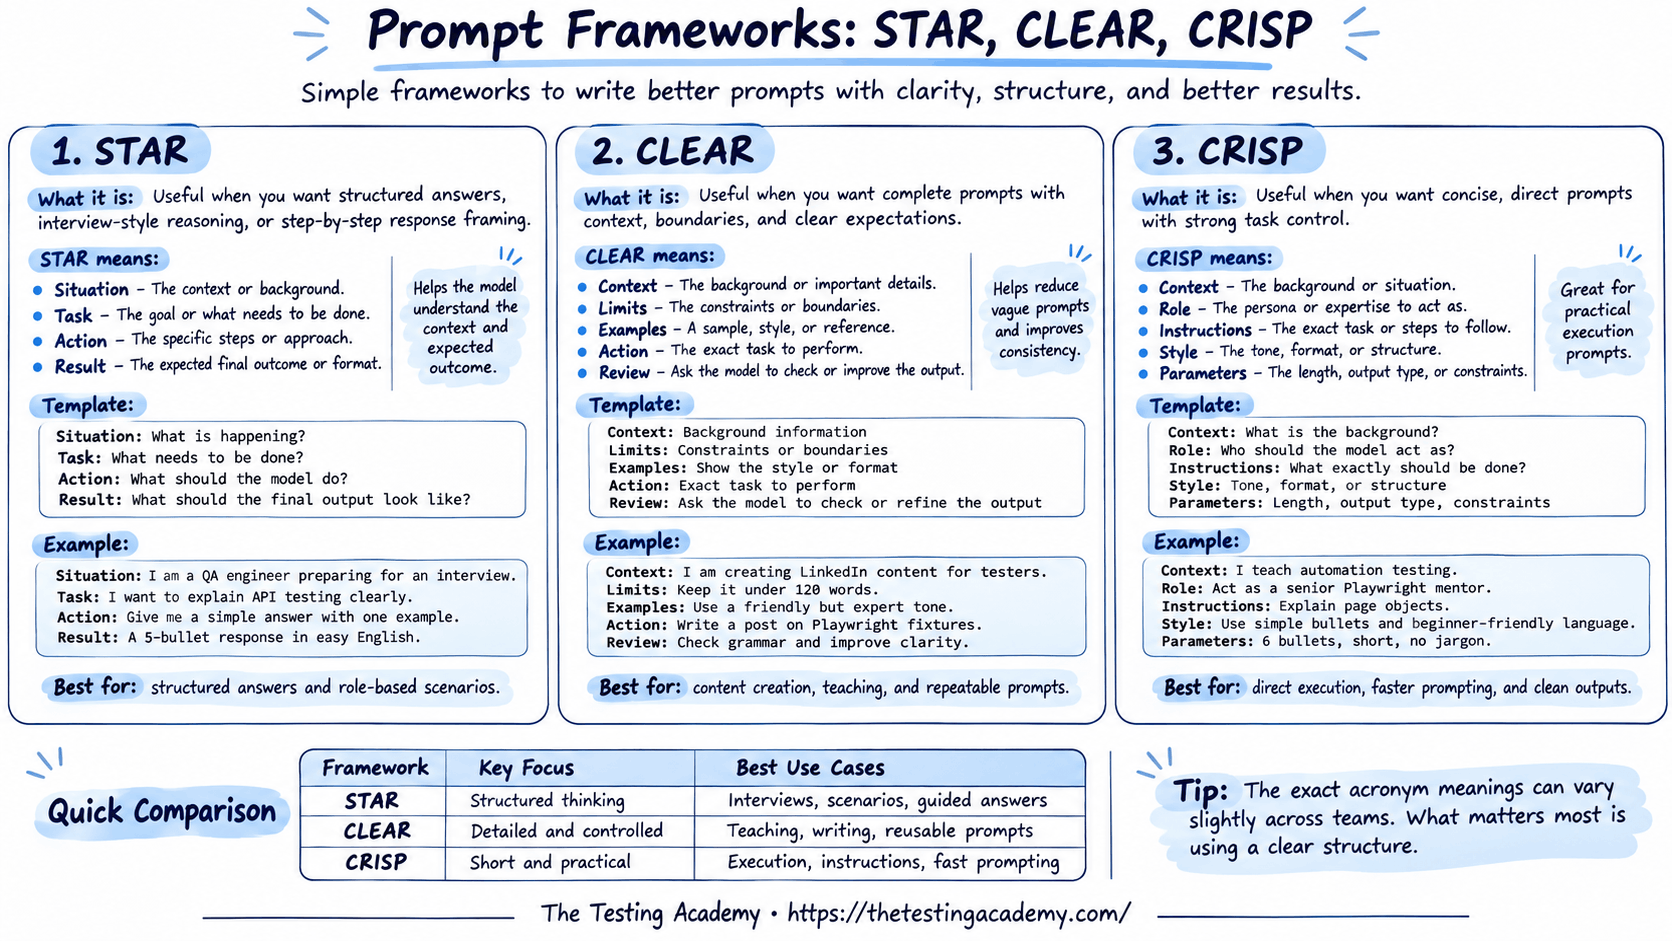 Prompt Frameworks: STAR, CLEAR, CRISP
Simple frameworks to write better prompts with clarity, structure, and better results.
1. STAR
What it is: Useful when you want structured answers,
interview-style reasoning, or step-by-step response framing.
STAR means:
• Situation – The context or background.
• Task – The goal or what needs to be done.
• Action – The specific steps or approach.
• Result – The expected final outcome or format.
Helps the model
understand the
context and
expected
outcome.
Template:
Situation: What is happening?
Task: What needs to be done?
Action: What should the model do?
Result: What should the final output look like?
Example:
Situation: I am a QA engineer preparing for an interview.
Task: I want to explain API testing clearly.
Action: Give me a simple answer with one example.
Result: A 5-bullet response in easy English.
Best for: structured answers and role-based scenarios.
2. CLEAR
What it is: Useful when you want complete prompts with
context, boundaries, and clear expectations.
CLEAR means:
• Context – The background or important details.
• Limits – The constraints or boundaries.
• Examples – A sample, style, or reference.
• Action – The exact task to perform.
• Review – Ask the model to check or improve the output.
Helps reduce
vague prompts
and improves
consistency.
Template:
Context: Background information
Limits: Constraints or boundaries
Examples: Show the style or format
Action: Exact task to perform
Review: Ask the model to check or refine the output
Example:
Context: I am creating LinkedIn content for testers.
Limits: Keep it under 120 words.
Examples: Use a friendly but expert tone.
Action: Write a post on Playwright fixtures.
Review: Check grammar and improve clarity.
Best for: content creation, teaching, and repeatable prompts.
3. CRISP
What it is: Useful when you want concise, direct prompts
with strong task control.
CRISP means:
• Context – The background or situation.
• Role – The persona or expertise to act as.
• Instructions – The exact task or steps to follow.
• Style – The tone, format, or structure.
• Parameters – The length, output type, or constraints.
Great for
practical
execution
prompts.
Template:
Context: What is the background?
Role: Who should the model act as?
Instructions: What exactly should be done?
Style: Tone, format, or structure
Parameters: Length, output type, constraints
Example:
Context: I teach automation testing.
Role: Act as a senior Playwright mentor.
Instructions: Explain page objects.
Style: Use simple bullets and beginner-friendly language.
Parameters: 6 bullets, short, no jargon.
Best for: direct execution, faster prompting, and clean outputs.
Quick Comparison
Framework Key Focus Best Use Cases
STAR Structured thinking Interviews, scenarios, guided answers
CLEAR Detailed and controlled Teaching, writing, reusable prompts
CRISP Short and practical Execution, instructions, fast prompting
Tip: The exact acronym meanings can vary
slightly across teams. What matters most is
using a clear structure.
The Testing Academy • https://thetestingacademy.com/